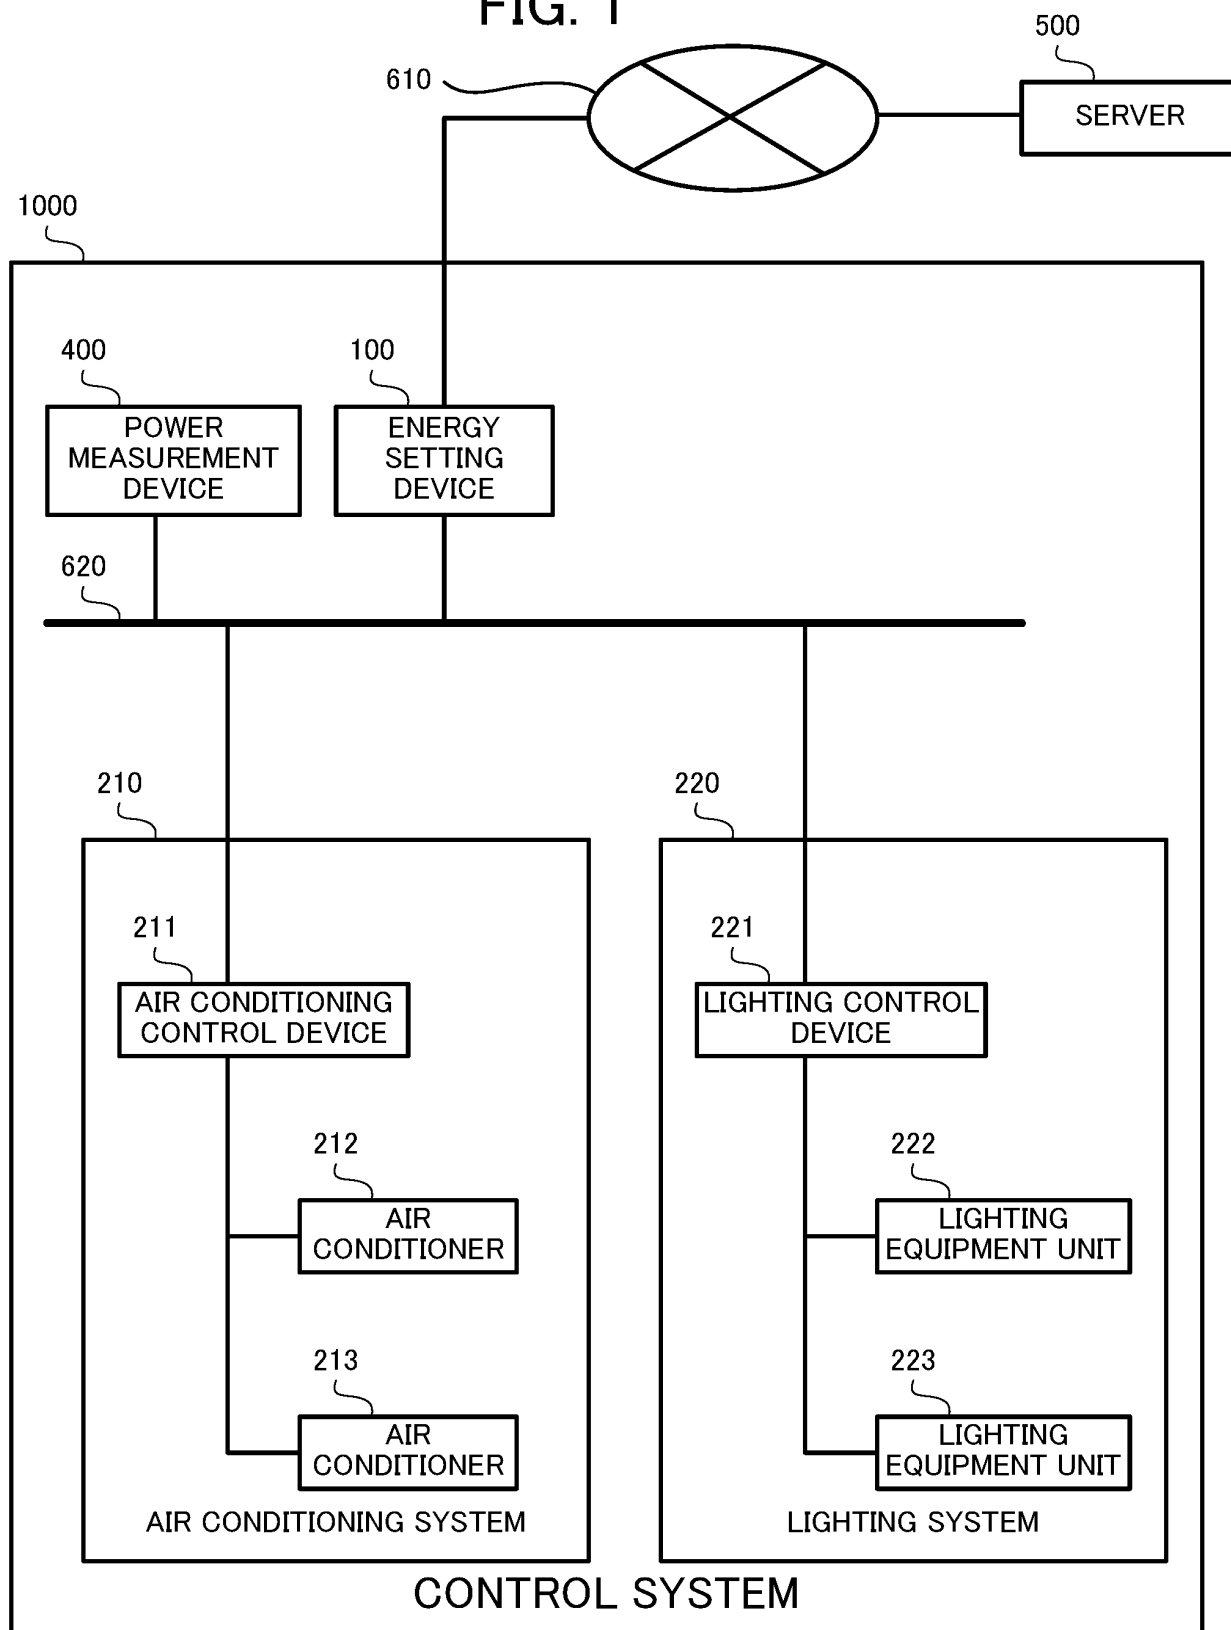 FIG. 1
500
610
SERVER
1000
400
100
POWER
MEASUREMENT
DEVICE
ENERGY
SETTING
DEVICE
620
210
220
211
221
AIR CONDITIONING
CONTROL DEVICE
LIGHTING CONTROL
DEVICE
212
222
AIR
CONDITIONER
LIGHTING
EQUIPMENT UNIT
213
223
AIR
CONDITIONER
LIGHTING
EQUIPMENT UNIT
AIR CONDITIONING SYSTEM
LIGHTING SYSTEM
CONTROL SYSTEM